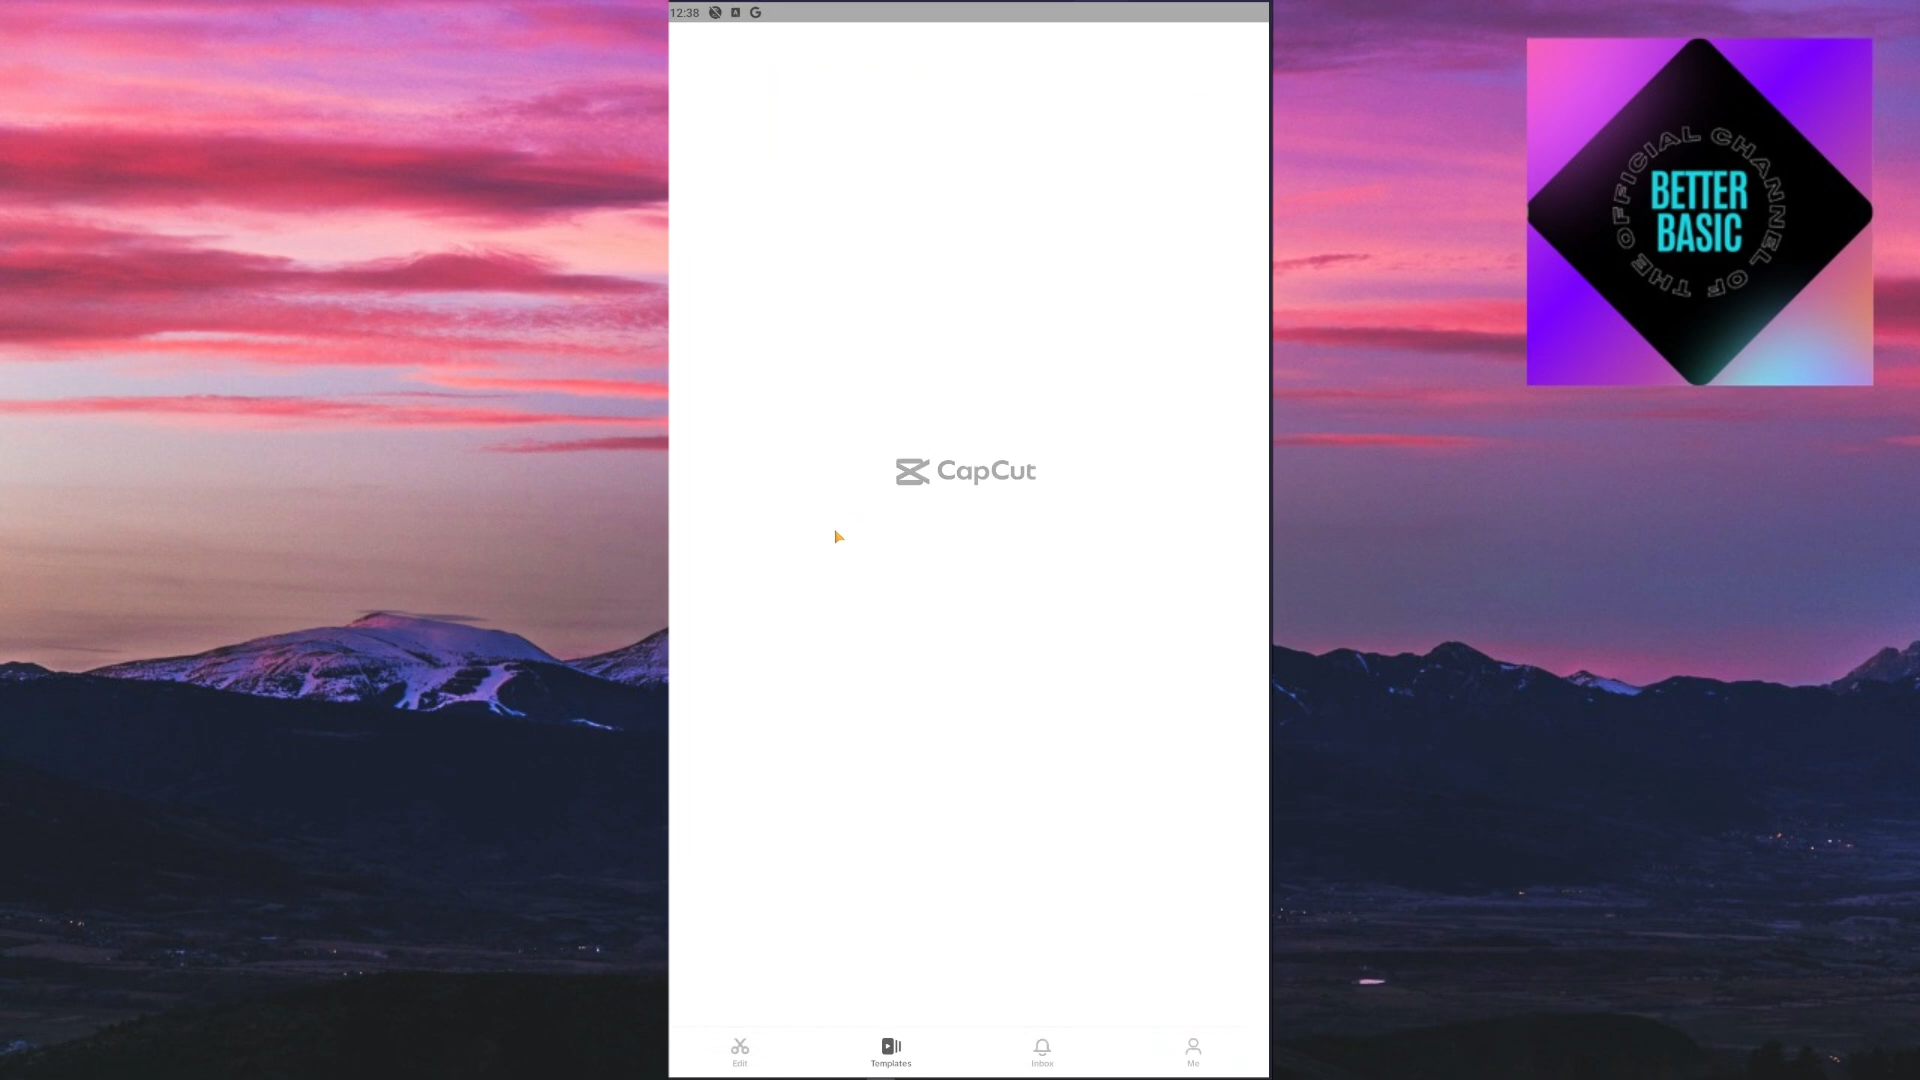 12:38
OFFICIAL CHANNEL OF THE
BETTER
BASIC
CapCut
Edit
Templates
Inbox
Me